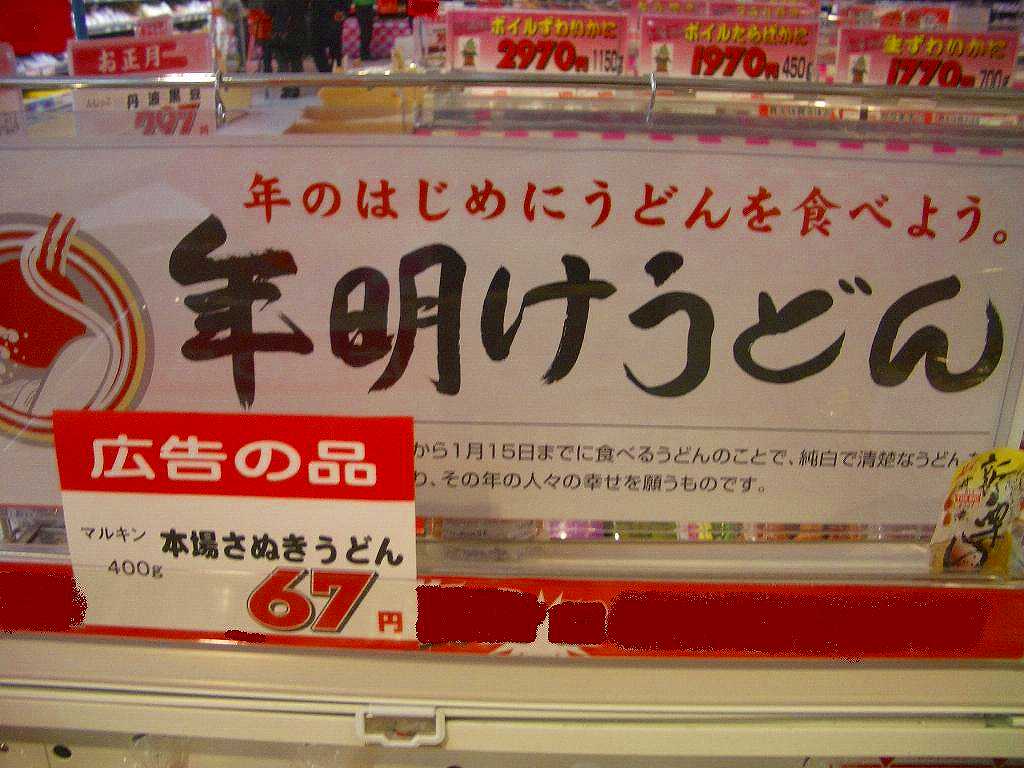 お正月
ボイルずわいがに
2970円 1150g
ボイルたらばがに
1970円 450g
生ずわいがに
1770円 700g
丹波黒豆
797
年のはじめにうどんを食べよう。
年明けうどん
から1月15日までに食べるうどんのことで、純白で清楚なうどん
り、その年の人々の幸せを願うものです。
広告の品
マルキン 本場さぬきうどん
400g
67円